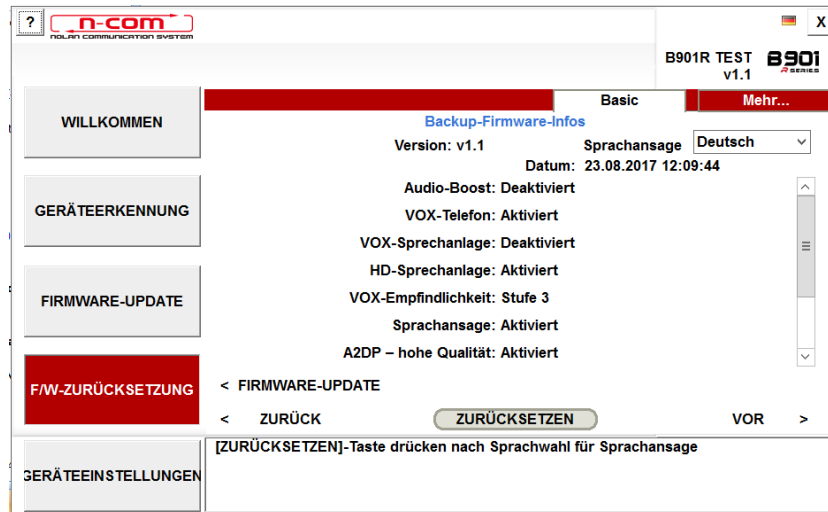 ?
n-com
NOLAN COMMUNICATION SYSTEM
X
B901R TEST
v1.1
B901
R SERIES
Basic
Mehr...
WILLKOMMEN
GERÄTEERKENNUNG
FIRMWARE-UPDATE
F/W-ZURÜCKSETZUNG
GERÄTEEINSTELLUNGEN
Backup-Firmware-Infos
Version: v1.1 Sprachansage Deutsch
Datum: 23.08.2017 12:09:44
Audio-Boost: Deaktiviert
VOX-Telefon: Aktiviert
VOX-Sprechanlage: Deaktiviert
HD-Sprechanlage: Aktiviert
VOX-Empfindlichkeit: Stufe 3
Sprachansage: Aktiviert
A2DP – hohe Qualität: Aktiviert
< FIRMWARE-UPDATE
< ZURÜCK ZURÜCKSETZEN VOR >
[ZURÜCKSETZEN]-Taste drücken nach Sprachwahl für Sprachansage